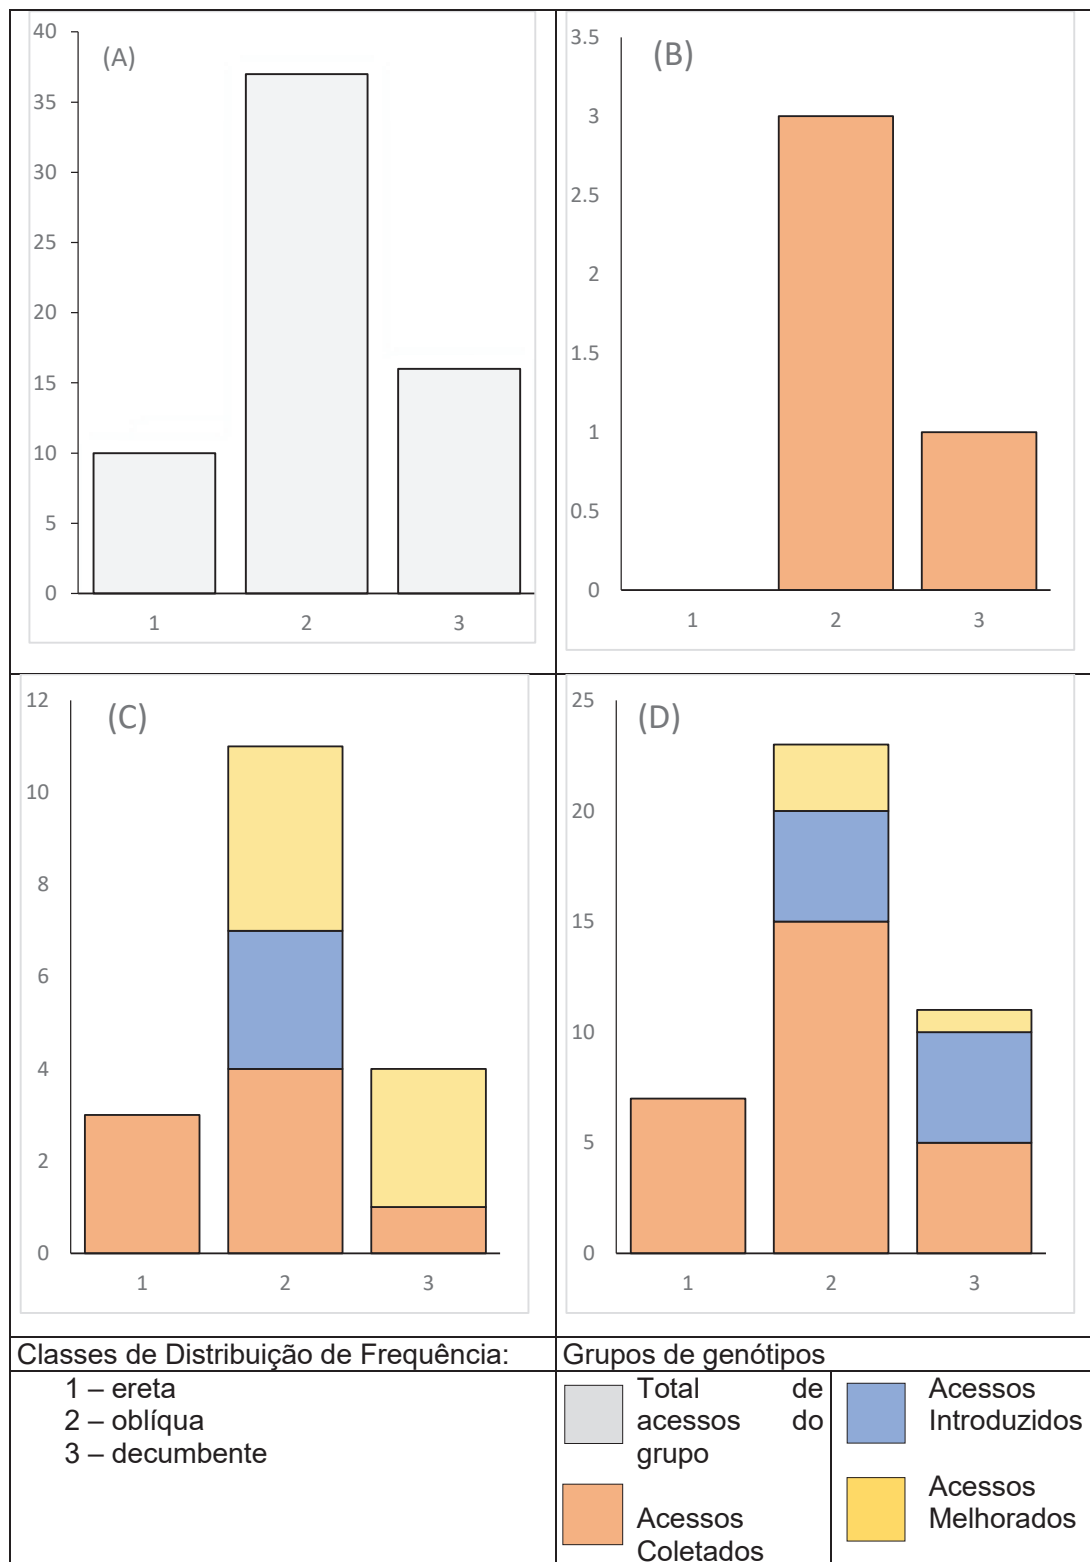 (A)
40
35
30
25
20
15
10
5
0
1 2 3
(B)
3.5
3
2.5
2
1.5
1
0.5
0
1 2 3
(C)
12
10
8
6
4
2
0
1 2 3
(D)
25
20
15
10
5
0
1 2 3
Classes de Distribuição de Frequência:
1 – ereta
2 – oblíqua
3 – decumbente
Grupos de genótipos
Total de
acessos do
grupo
Acessos
Coletados
Acessos
Introduzidos
Acessos
Melhorados